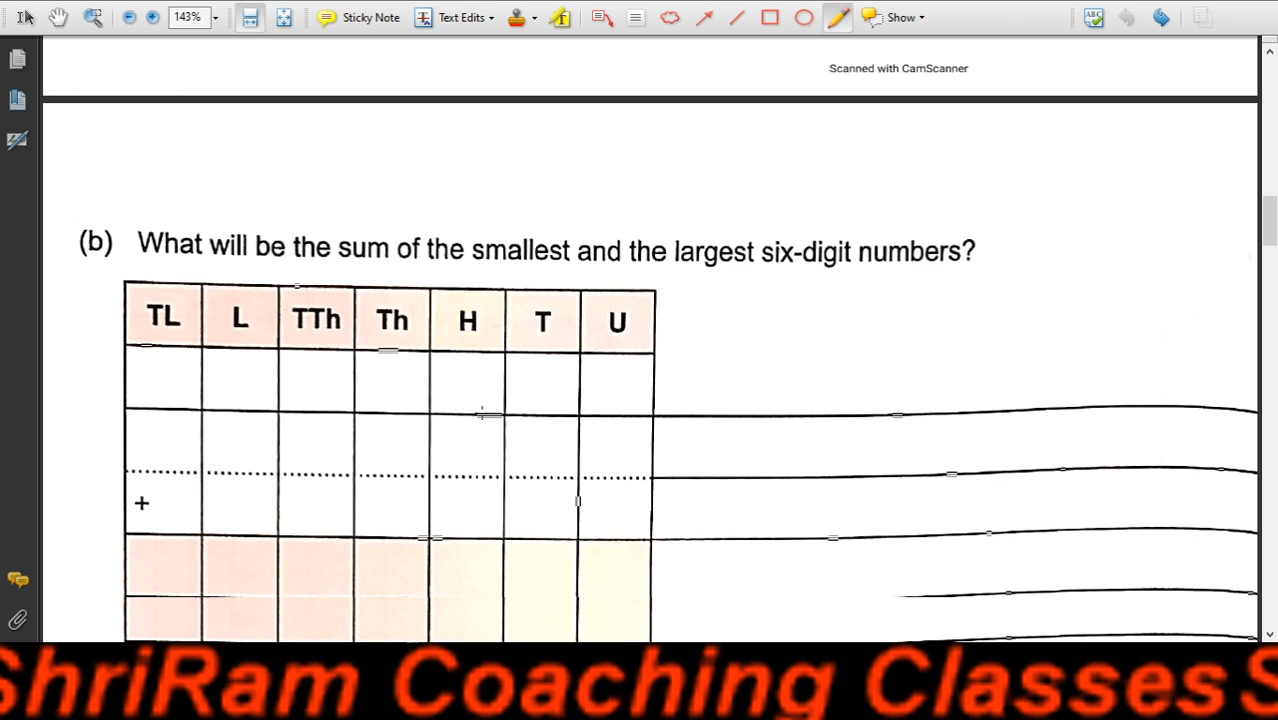 143%
Sticky Note
Text Edits
Show
Scanned with CamScanner
(b) What will be the sum of the smallest and the largest six-digit numbers?
TL L TTh Th H T U
+
ShriRam Coaching Classes S